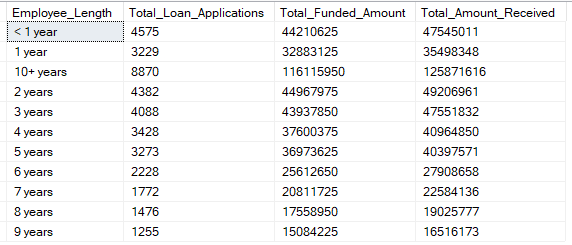 Employee_Length Total_Loan_Applications Total_Funded_Amount Total_Amount_Received
< 1 year 4575 44210625 47545011
1 year 3229 32883125 35498348
10+ years 8870 116115950 125871616
2 years 4382 44967975 49206961
3 years 4088 43937850 47551832
4 years 3428 37600375 40964850
5 years 3273 36973625 40397571
6 years 2228 25612650 27908658
7 years 1772 20811725 22584136
8 years 1476 17558950 19025777
9 years 1255 15084225 16516173